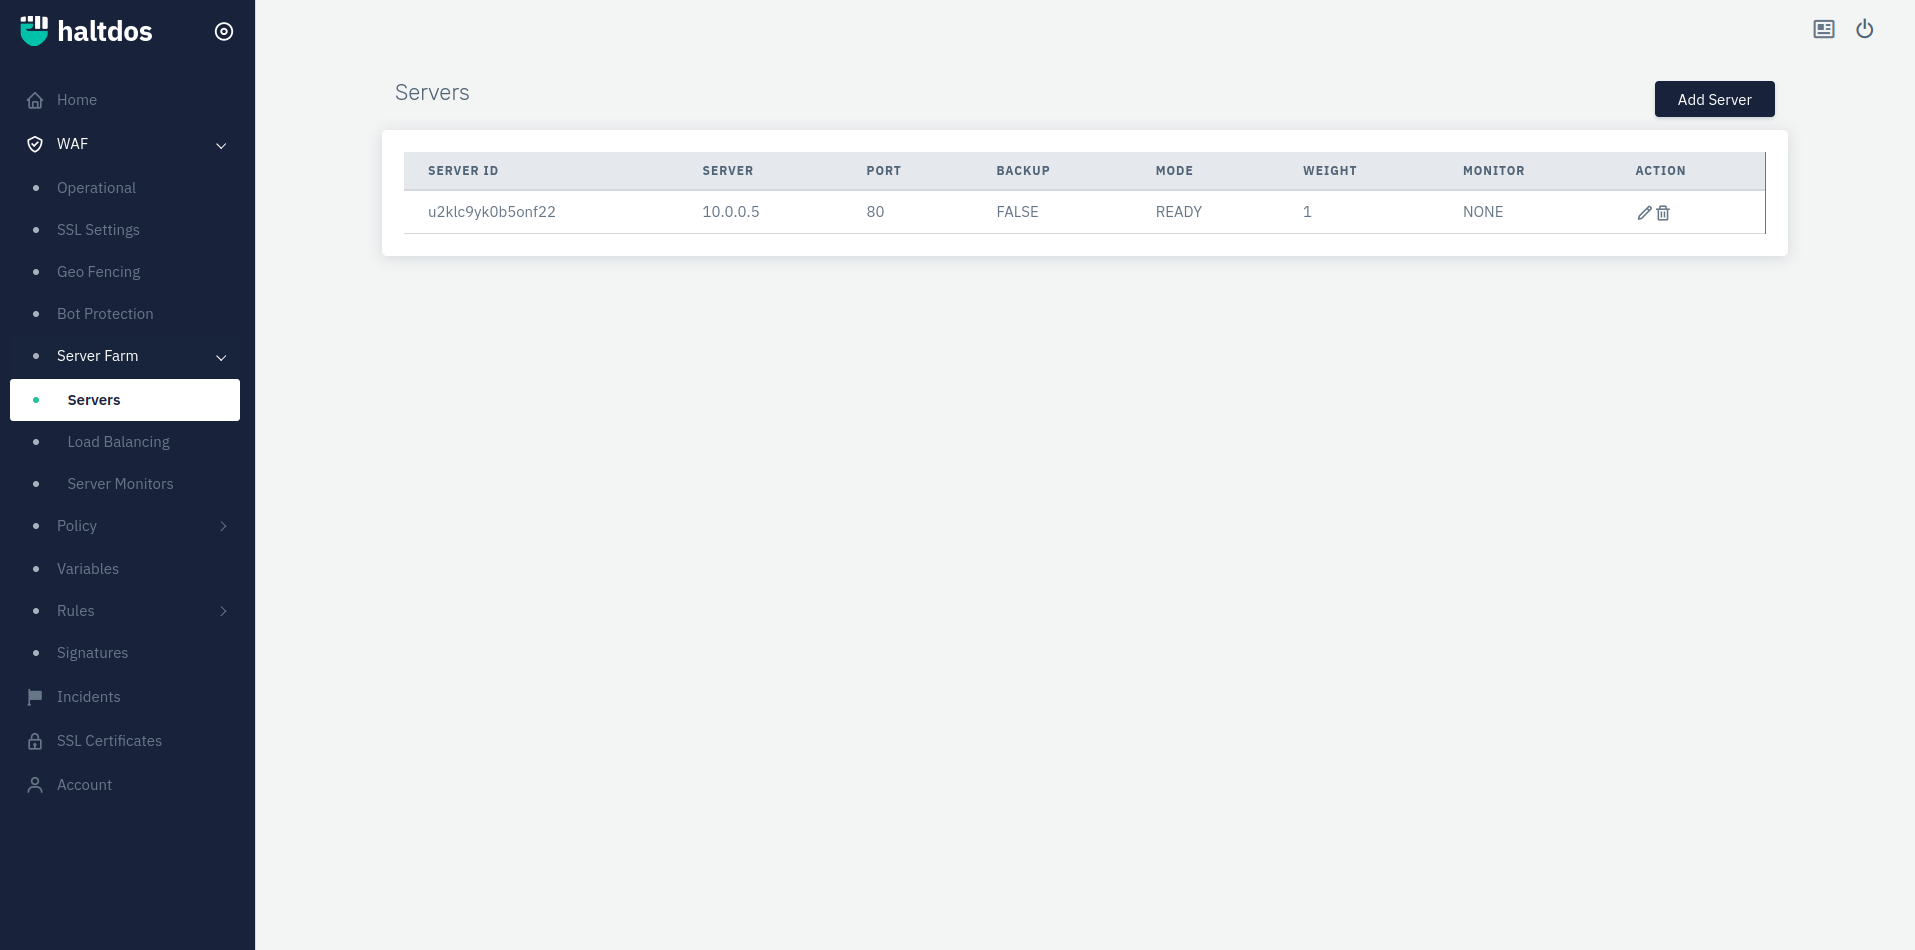 haltdos
Home
WAF
Operational
SSL Settings
Geo Fencing
Bot Protection
Server Farm
Servers
Load Balancing
Server Monitors
Policy
Variables
Rules
Signatures
Incidents
SSL Certificates
Account
Servers
Add Server
SERVER ID SERVER PORT BACKUP MODE WEIGHT MONITOR ACTION
u2klc9yk0b5onf22 10.0.0.5 80 FALSE READY 1 NONE